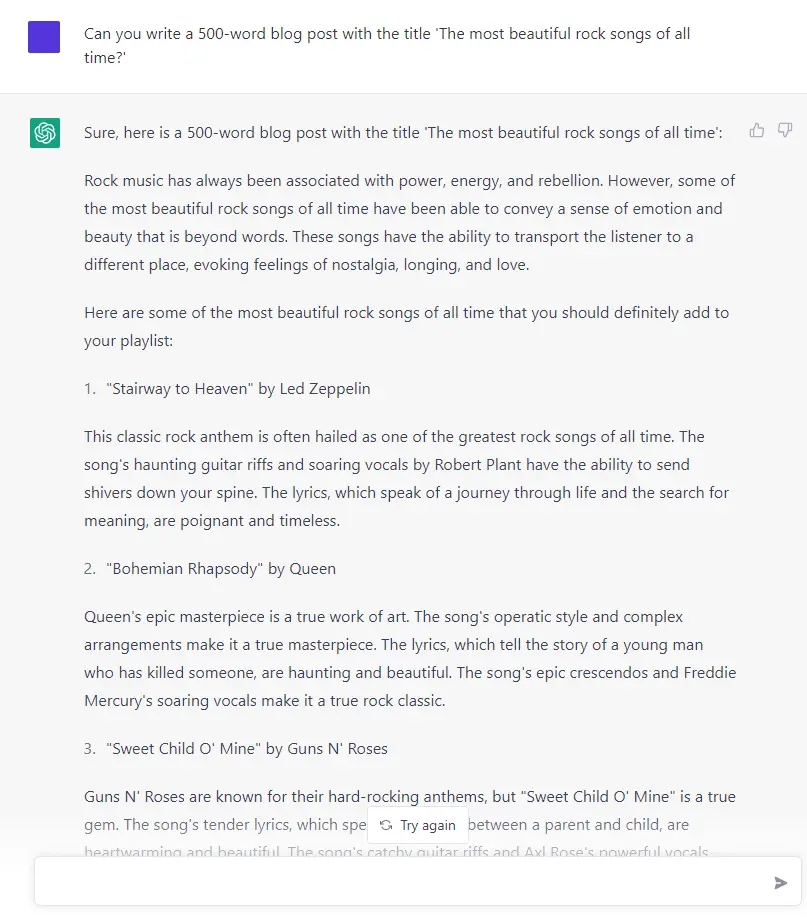 Can you write a 500-word blog post with the title 'The most beautiful rock songs of all
time?'
Sure, here is a 500-word blog post with the title 'The most beautiful rock songs of all time':
Rock music has always been associated with power, energy, and rebellion. However, some of
the most beautiful rock songs of all time have been able to convey a sense of emotion and
beauty that is beyond words. These songs have the ability to transport the listener to a
different place, evoking feelings of nostalgia, longing, and love.
Here are some of the most beautiful rock songs of all time that you should definitely add to
your playlist:
1. "Stairway to Heaven" by Led Zeppelin
This classic rock anthem is often hailed as one of the greatest rock songs of all time. The
song's haunting guitar riffs and soaring vocals by Robert Plant have the ability to send
shivers down your spine. The lyrics, which speak of a journey through life and the search for
meaning, are poignant and timeless.
2. "Bohemian Rhapsody" by Queen
Queen's epic masterpiece is a true work of art. The song's operatic style and complex
arrangements make it a true masterpiece. The lyrics, which tell the story of a young man
who has killed someone, are haunting and beautiful. The song's epic crescendos and Freddie
Mercury's soaring vocals make it a true rock classic.
3. "Sweet Child O' Mine" by Guns N' Roses
Guns N' Roses are known for their hard-rocking anthems, but "Sweet Child O' Mine" is a true
gem. The song's tender lyrics, which spe Try again between a parent and child, are
heartwarming and beautiful. The song's catchy guitar riffs and Axl Rose's powerful vocals